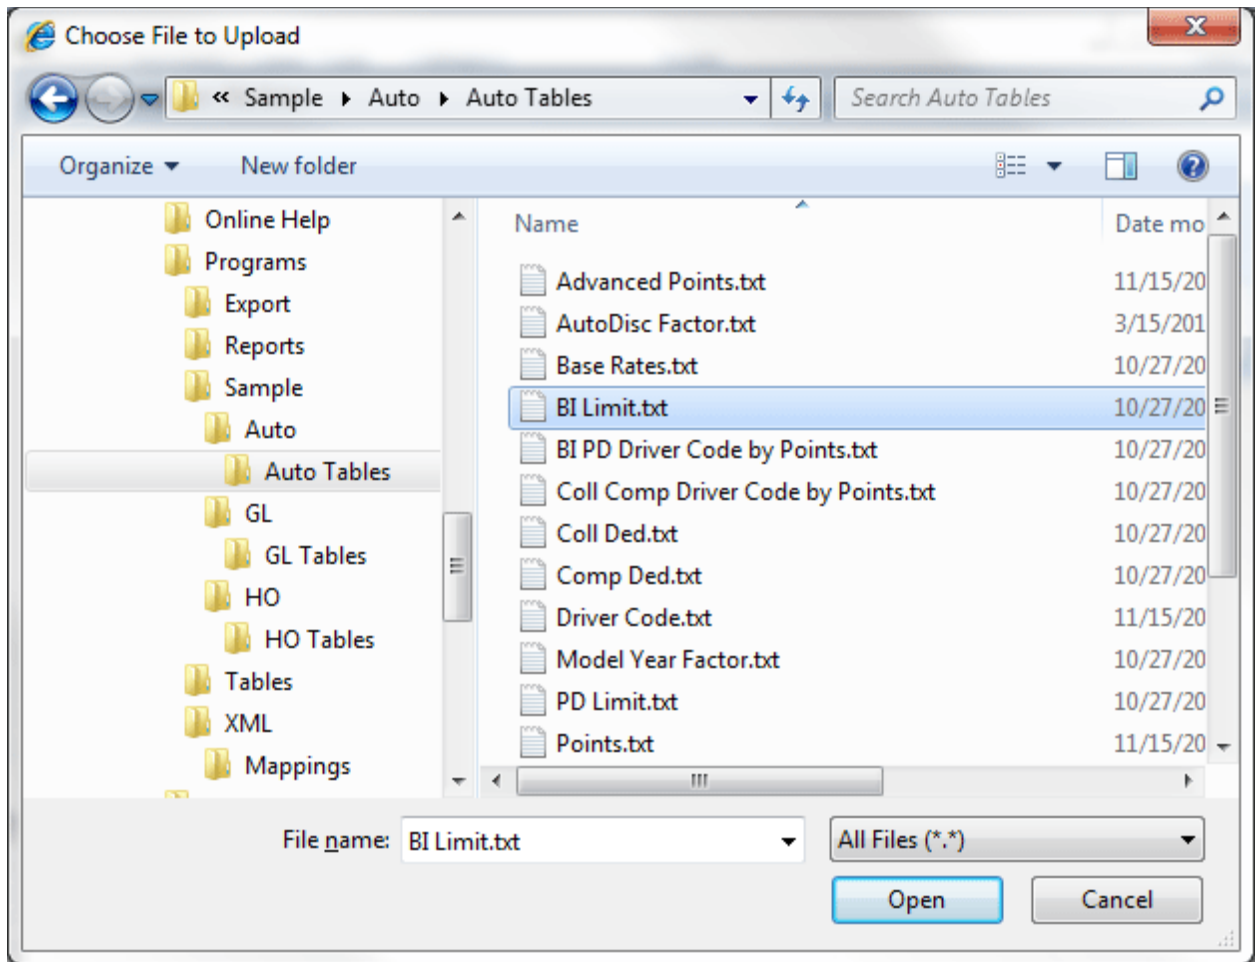 Choose File to Upload
« Sample Auto Auto Tables Search Auto Tables
Organize New folder
Online Help
Programs
Export
Reports
Sample
Auto
Auto Tables
GL
GL Tables
HO
HO Tables
Tables
XML
Mappings
Name Date mo
Advanced Points.txt 11/15/20
AutoDisc Factor.txt 3/15/201
Base Rates.txt 10/27/20
BI Limit.txt 10/27/20
BI PD Driver Code by Points.txt 10/27/20
Coll Comp Driver Code by Points.txt 10/27/20
Coll Ded.txt 10/27/20
Comp Ded.txt 10/27/20
Driver Code.txt 11/15/20
Model Year Factor.txt 10/27/20
PD Limit.txt 10/27/20
Points.txt 11/15/20
File name: BI Limit.txt All Files (*.*)
Open Cancel